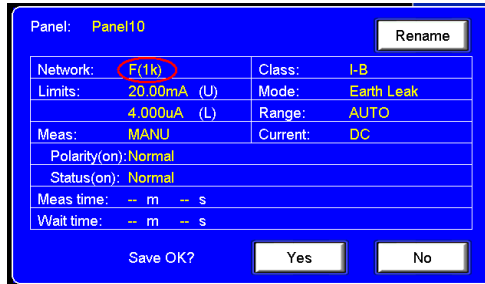 Panel: Panel10 Rename
Network: F(1k) Class: I-B
Limits: 20.00mA (U) Mode: Earth Leak
4.000uA (L) Range: AUTO
Meas: MANU Current: DC
Polarity(on): Normal
Status(on): Normal
Meas time: -- m -- s
Wait time: -- m -- s
Save OK? Yes No